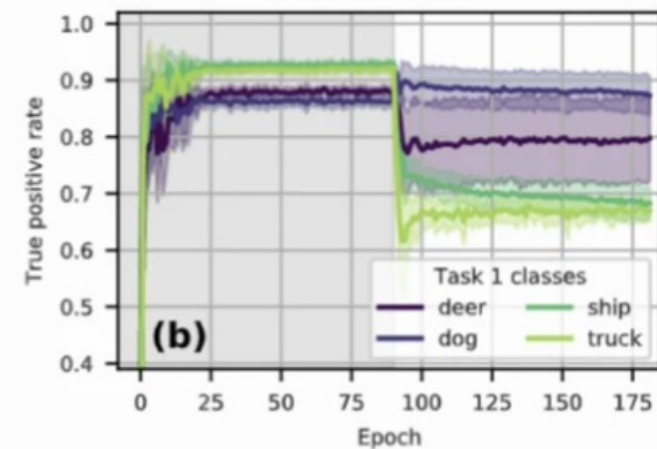 True positive rate
1.0
0.9
0.8
0.7
0.6
0.5
0.4
(b)
Task 1 classes
deer ship
dog truck
0 25 50 75 100 125 150 175
Epoch